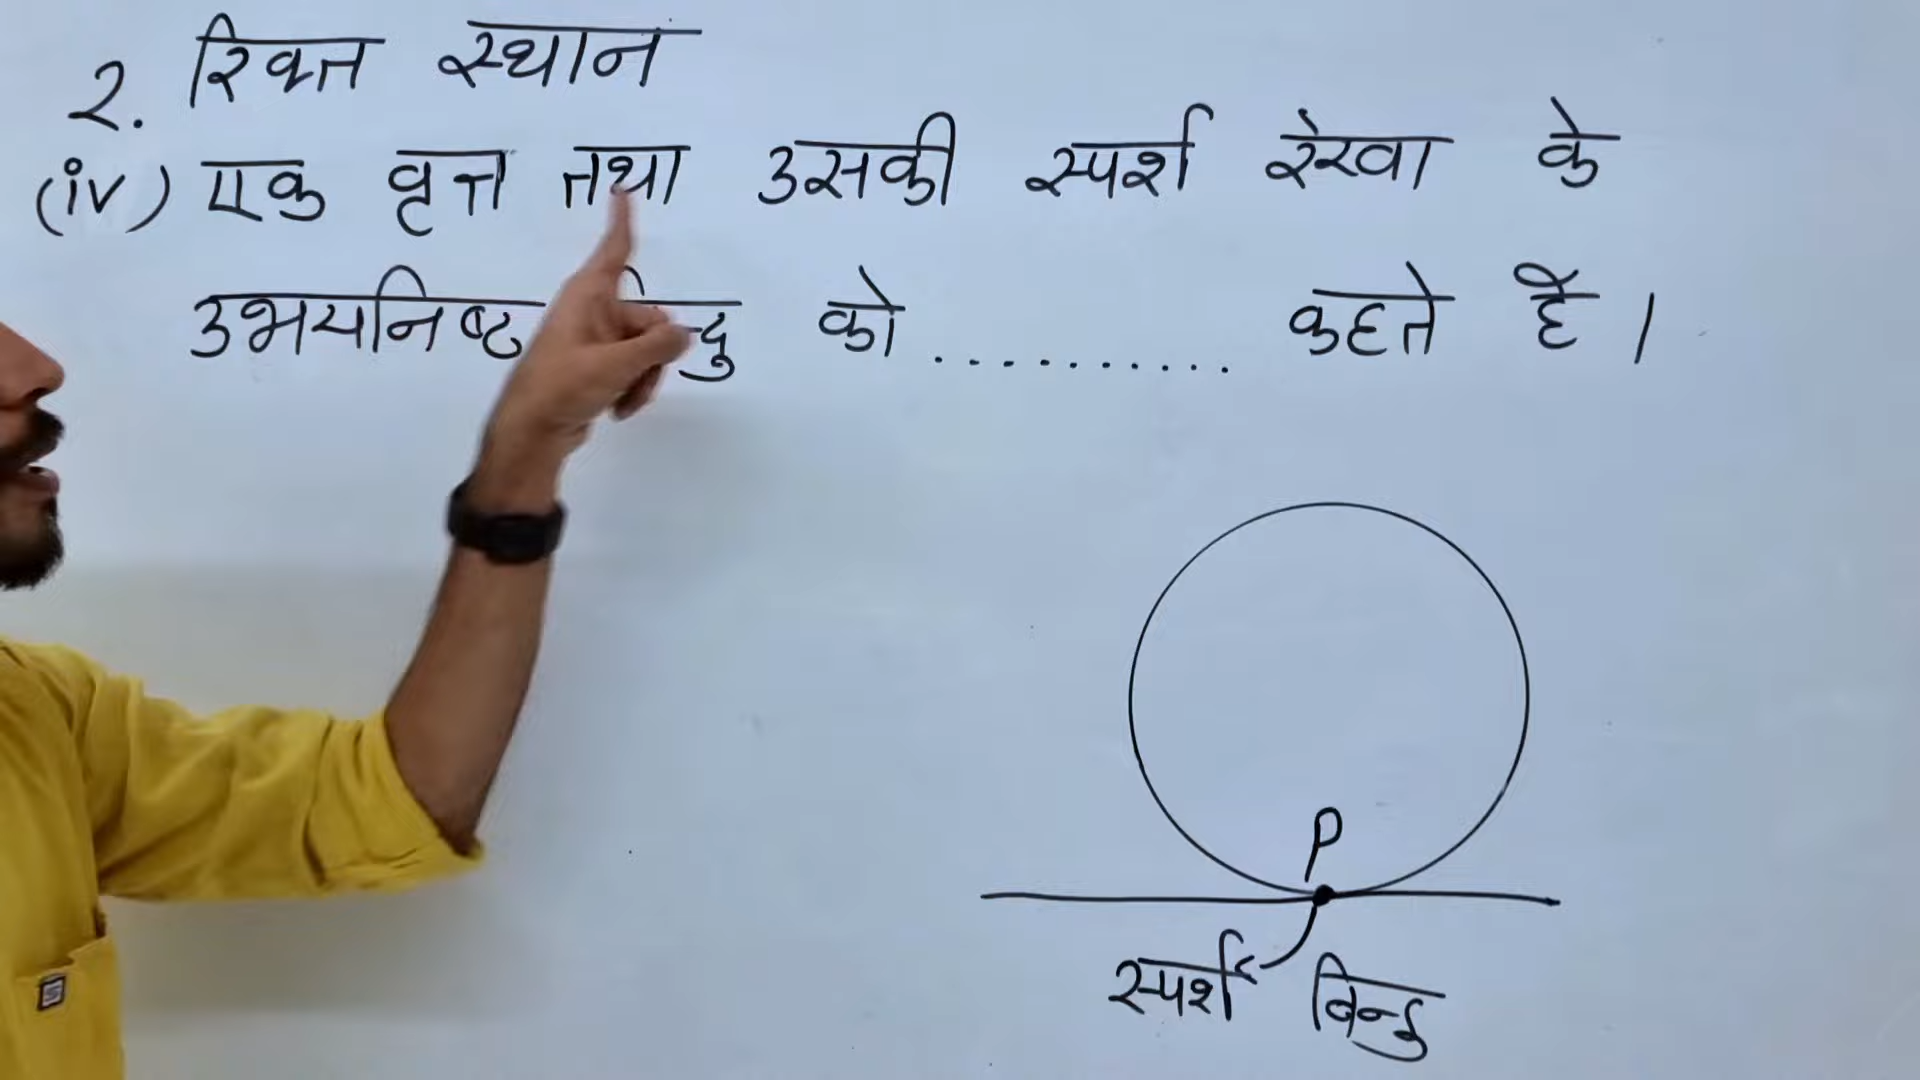 2. रिक्त स्थान
(iv) एक वृत्त तथा उसकी स्पर्श रेखा के
उभयनिष्ट को .......... कहते है ।
P
स्पर्श बिन्दु